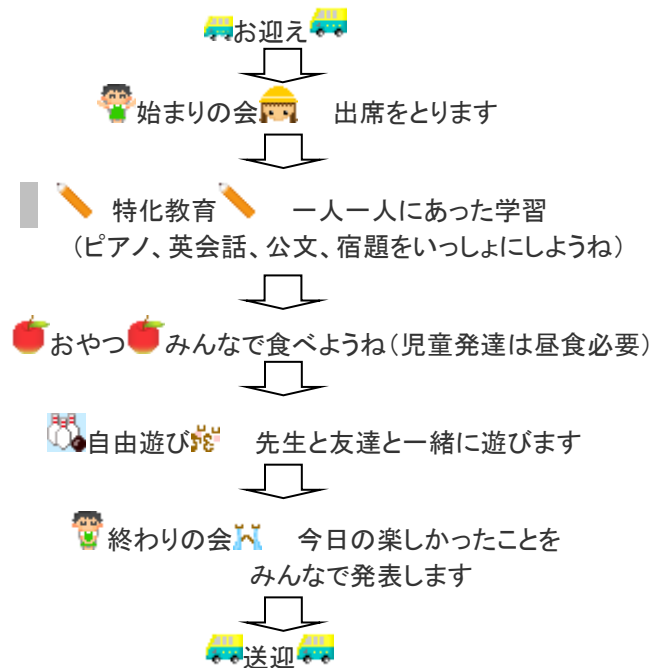 お迎え
始まりの会 出席をとります
特化教育 一人一人にあった学習
（ピアノ、英会話、公文、宿題をいっしょにしようね）
おやつ みんなで食べようね（児童発達は昼食必要）
自由遊び 先生と友達と一緒に遊びます
終わりの会 今日の楽しかったことを
みんなで発表します
送迎